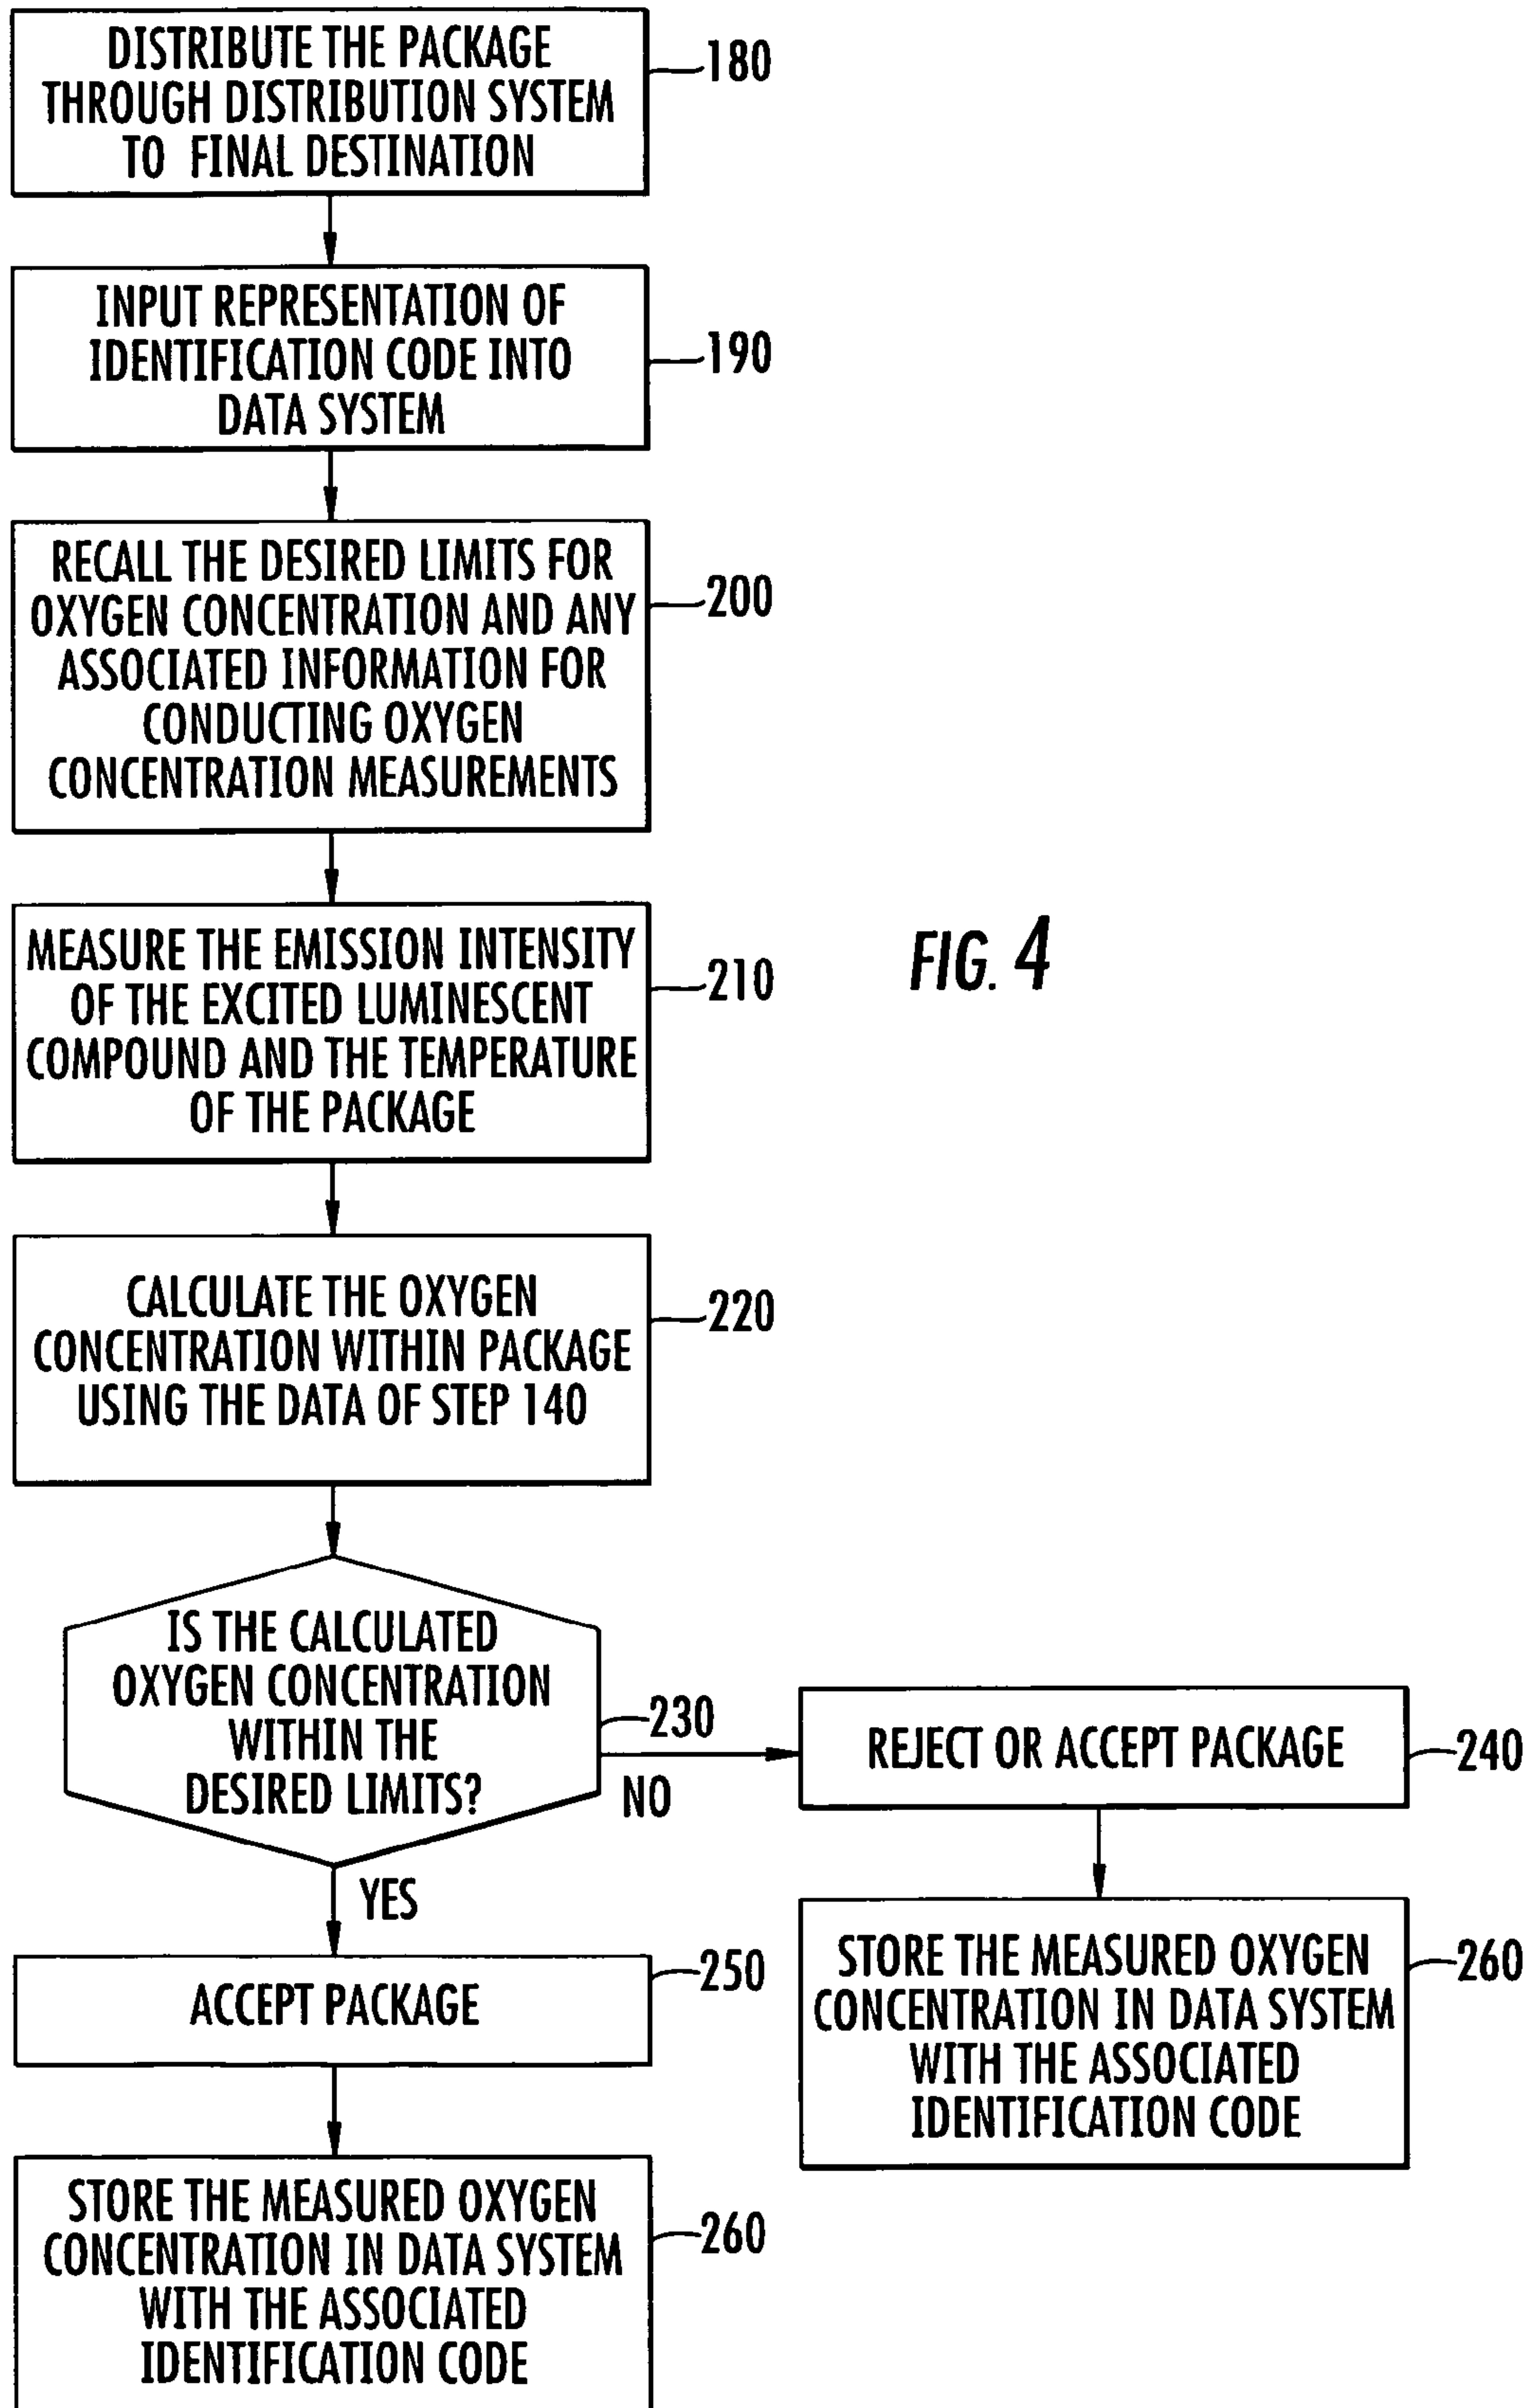 DISTRIBUTE THE PACKAGE
THROUGH DISTRIBUTION SYSTEM
TO FINAL DESTINATION
180
INPUT REPRESENTATION OF
IDENTIFICATION CODE INTO
DATA SYSTEM
190
RECALL THE DESIRED LIMITS FOR
OXYGEN CONCENTRATION AND ANY
ASSOCIATED INFORMATION FOR
CONDUCTING OXYGEN
CONCENTRATION MEASUREMENTS
200
MEASURE THE EMISSION INTENSITY
OF THE EXCITED LUMINESCENT
COMPOUND AND THE TEMPERATURE
OF THE PACKAGE
210
FIG. 4
CALCULATE THE OXYGEN
CONCENTRATION WITHIN PACKAGE
USING THE DATA OF STEP 140
220
IS THE CALCULATED
OXYGEN CONCENTRATION
WITHIN THE
DESIRED LIMITS?
230
NO
REJECT OR ACCEPT PACKAGE
240
YES
ACCEPT PACKAGE
250
STORE THE MEASURED OXYGEN
CONCENTRATION IN DATA SYSTEM
WITH THE ASSOCIATED
IDENTIFICATION CODE
260
STORE THE MEASURED OXYGEN
CONCENTRATION IN DATA SYSTEM
WITH THE ASSOCIATED
IDENTIFICATION CODE
260